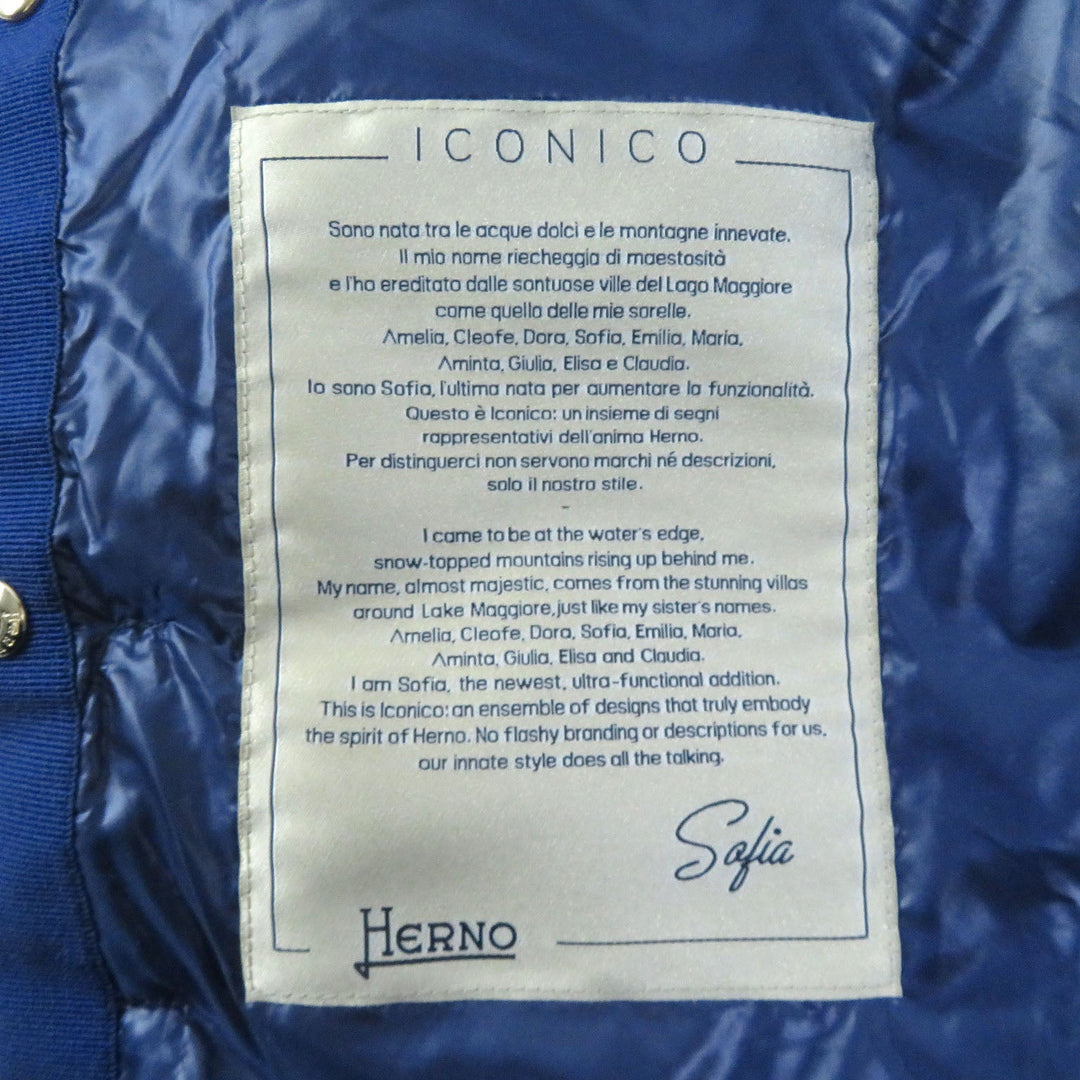 ICONICO
Sono nata tra le acque dolci e le montagne innevate.
Il mio nome riecheggia di maestosità
e l'ho ereditato dalle sontuose ville del Lago Maggiore
come quello delle mie sorelle.
Amelia, Cleofe, Dora, Sofia, Emilia, Maria,
Aminta, Giulia, Elisa e Claudia.
Io sono Sofia, l'ultima nata per aumentare la funzionalità.
Questo è Iconico: un insieme di segni
rappresentativi dell'anima Herno.
Per distinguerci non servono marchi né descrizioni,
solo il nostro stile.
-
I came to be at the water's edge,
snow-topped mountains rising up behind me.
My name, almost majestic, comes from the stunning villas
around Lake Maggiore, just like my sister's names.
Amelia, Cleofe, Dora, Sofia, Emilia, Maria,
Aminta, Giulia, Elisa and Claudia.
I am Sofia, the newest, ultra-functional addition.
This is Iconico: an ensemble of designs that truly embody
the spirit of Herno. No flashy branding or descriptions for us,
our innate style does all the talking.
Sofia
HERNO